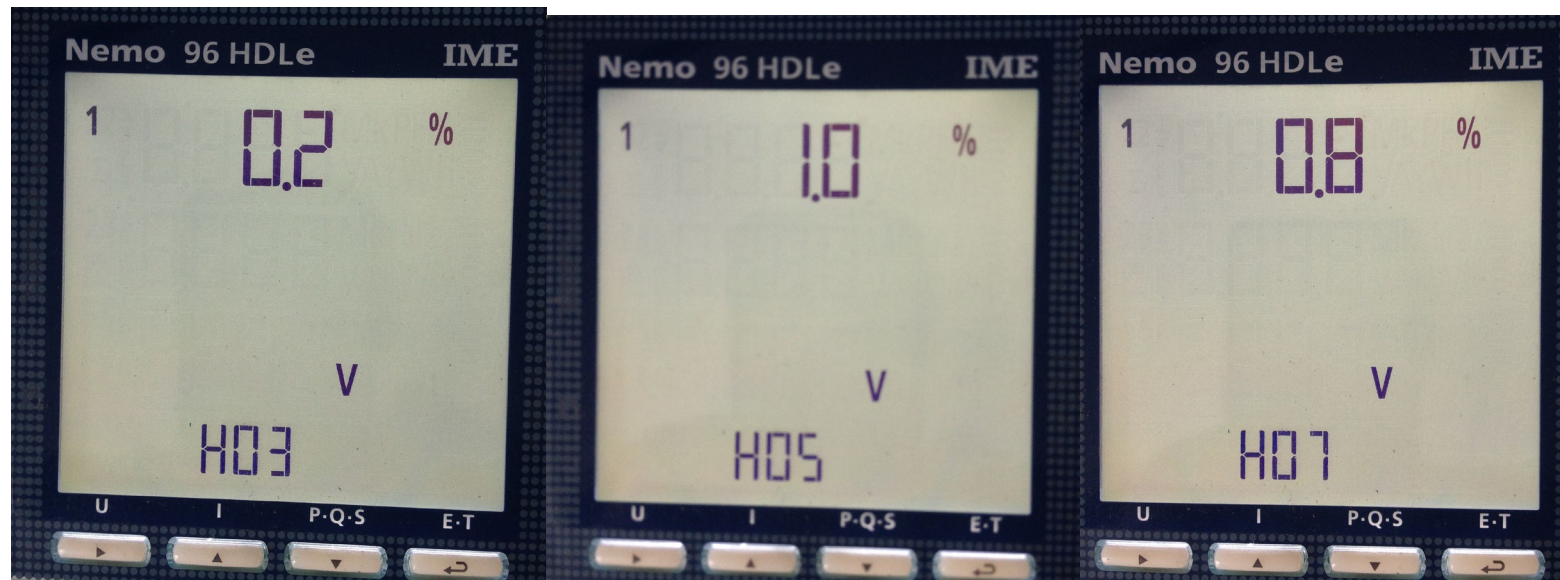 Nemo 96 HDLe IME
1 0.2 %
V
H03
U I P·Q·S E·T
Nemo 96 HDLe IME
1 1.0 %
V
H05
U I P·Q·S E·T
Nemo 96 HDLe IME
1 0.8 %
V
H07
U I P·Q·S E·T